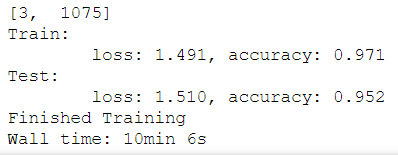 [3,  1075]
Train:
        loss: 1.491, accuracy: 0.971
Test:
        loss: 1.510, accuracy: 0.952
Finished Training
Wall time: 10min 6s